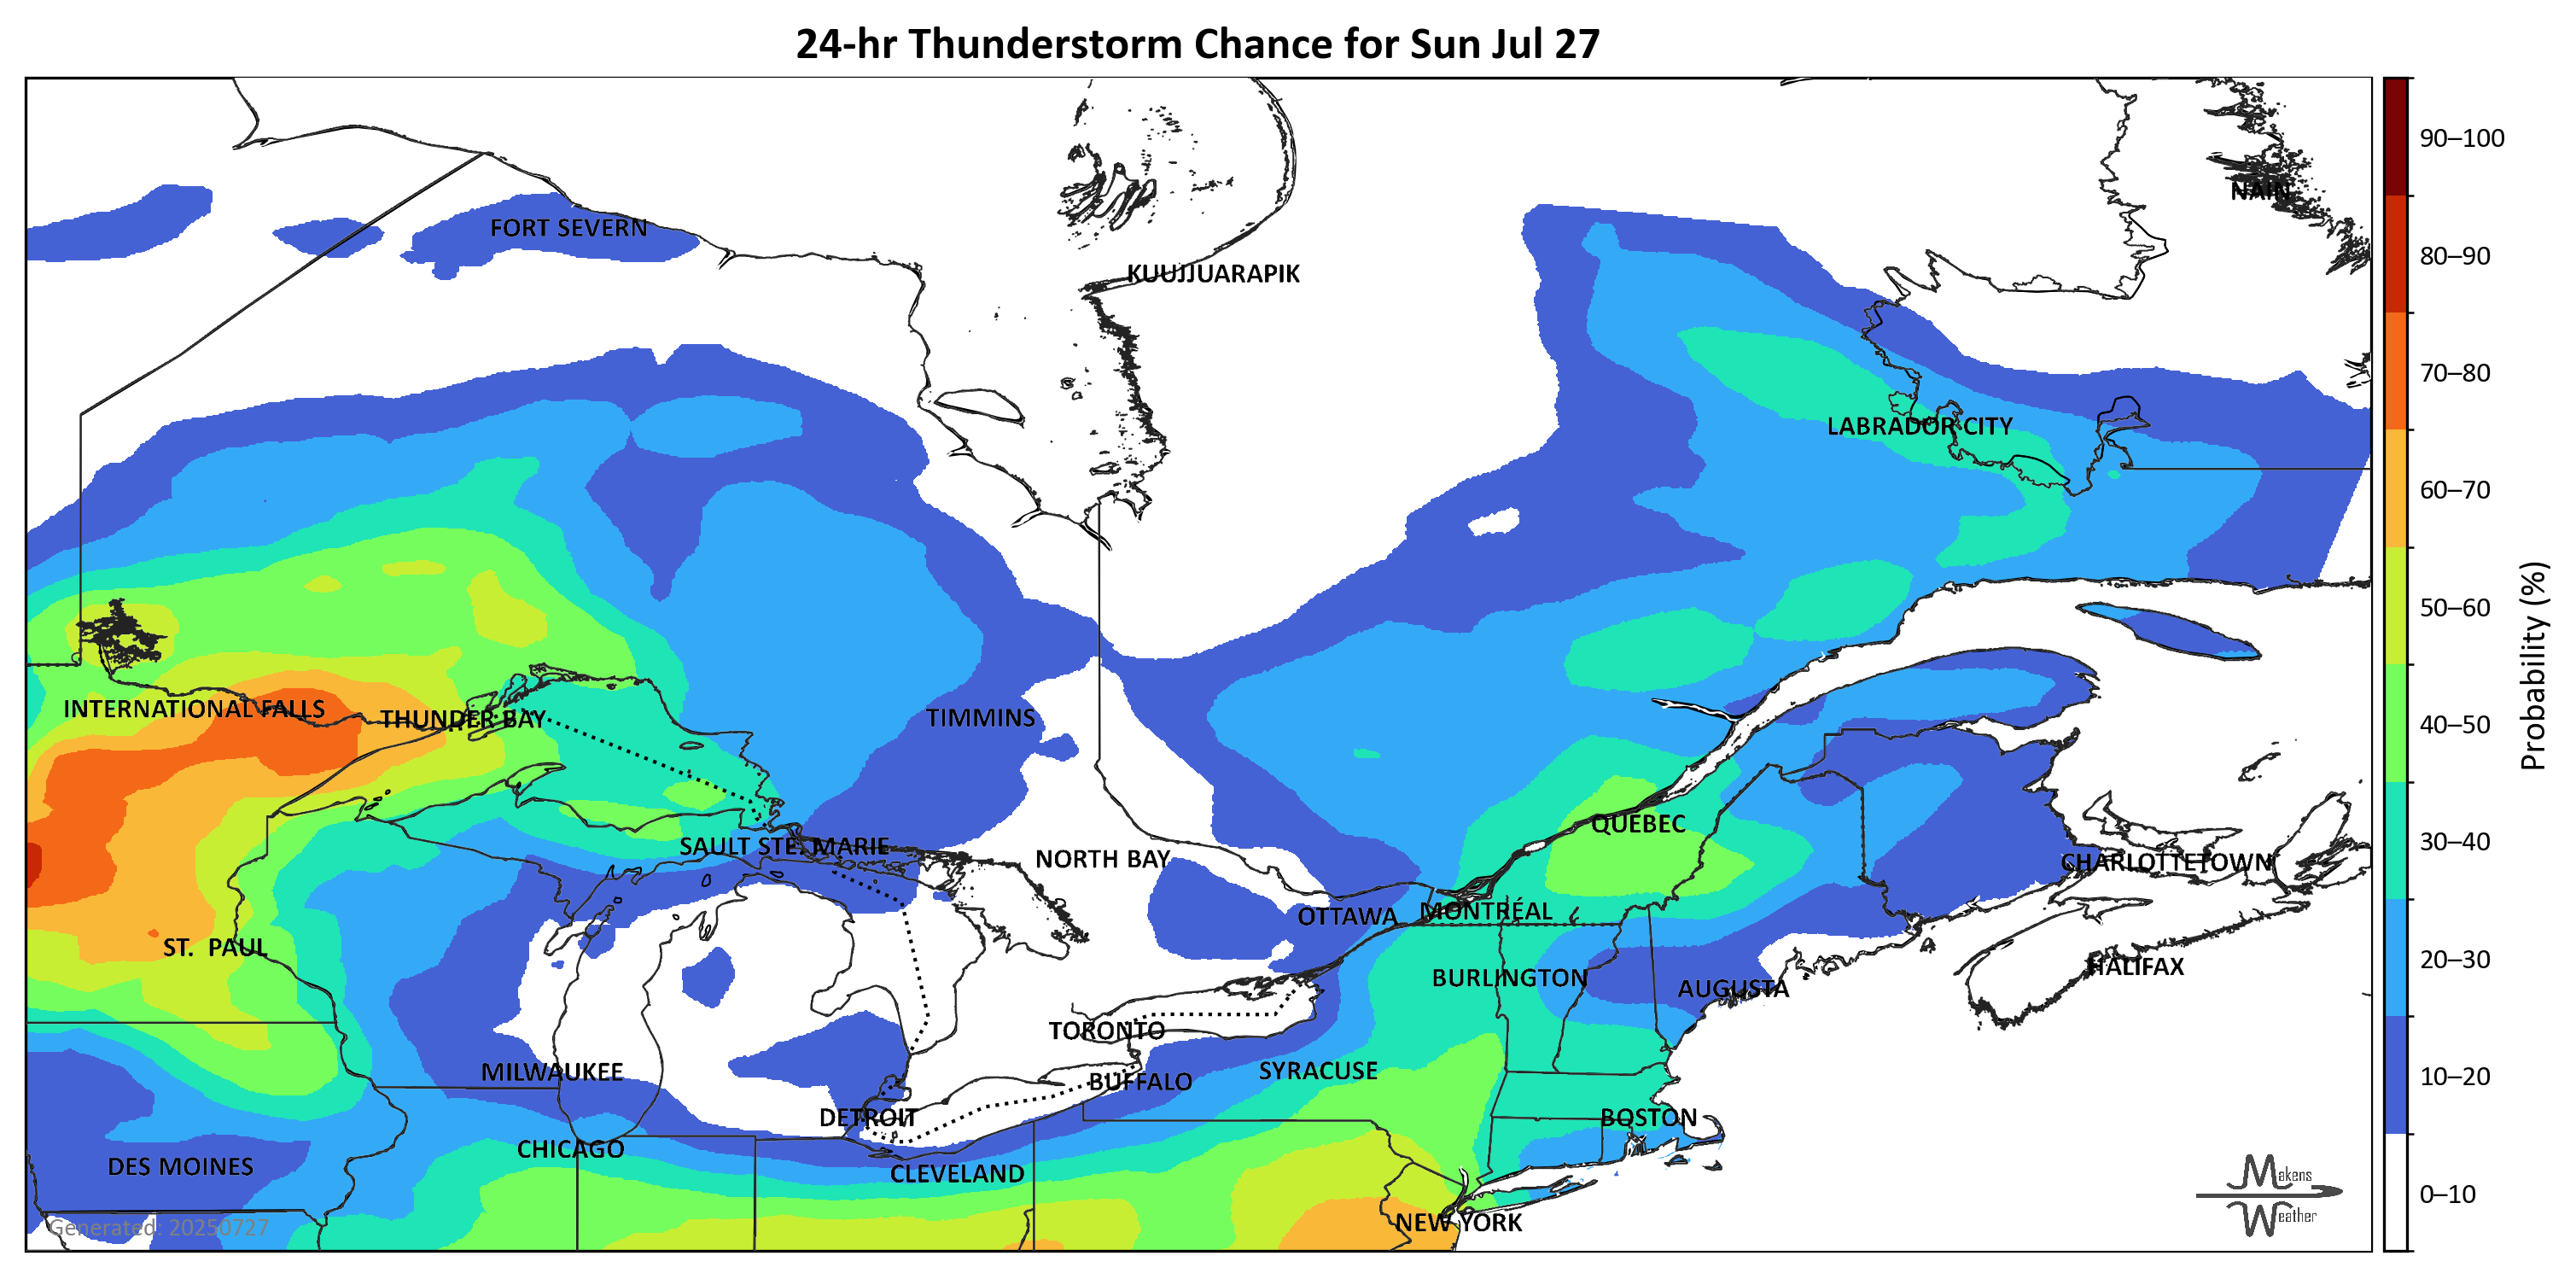 24-hr Thunderstorm Chance for Sun Jul 27
90–100
NAIN
FORT SEVERN
80–90
KUUJJUARAPIK
70–80
LABRADOR CITY
60–70
50–60
INTERNATIONAL FALLS
THUNDER BAY
TIMMINS
40–50
Probability (%)
QUEBEC
SAULT STE. MARIE
NORTH BAY
CHARLOTTETOWN
30–40
OTTAWA
MONTRÉAL
ST. PAUL
HALIFAX
20–30
BURLINGTON
AUGUSTA
TORONTO
MILWAUKEE
SYRACUSE
BUFFALO
10–20
DETROIT
BOSTON
CHICAGO
DES MOINES
CLEVELAND
Makens
Weather
0–10
NEW YORK
Generated: 20250727